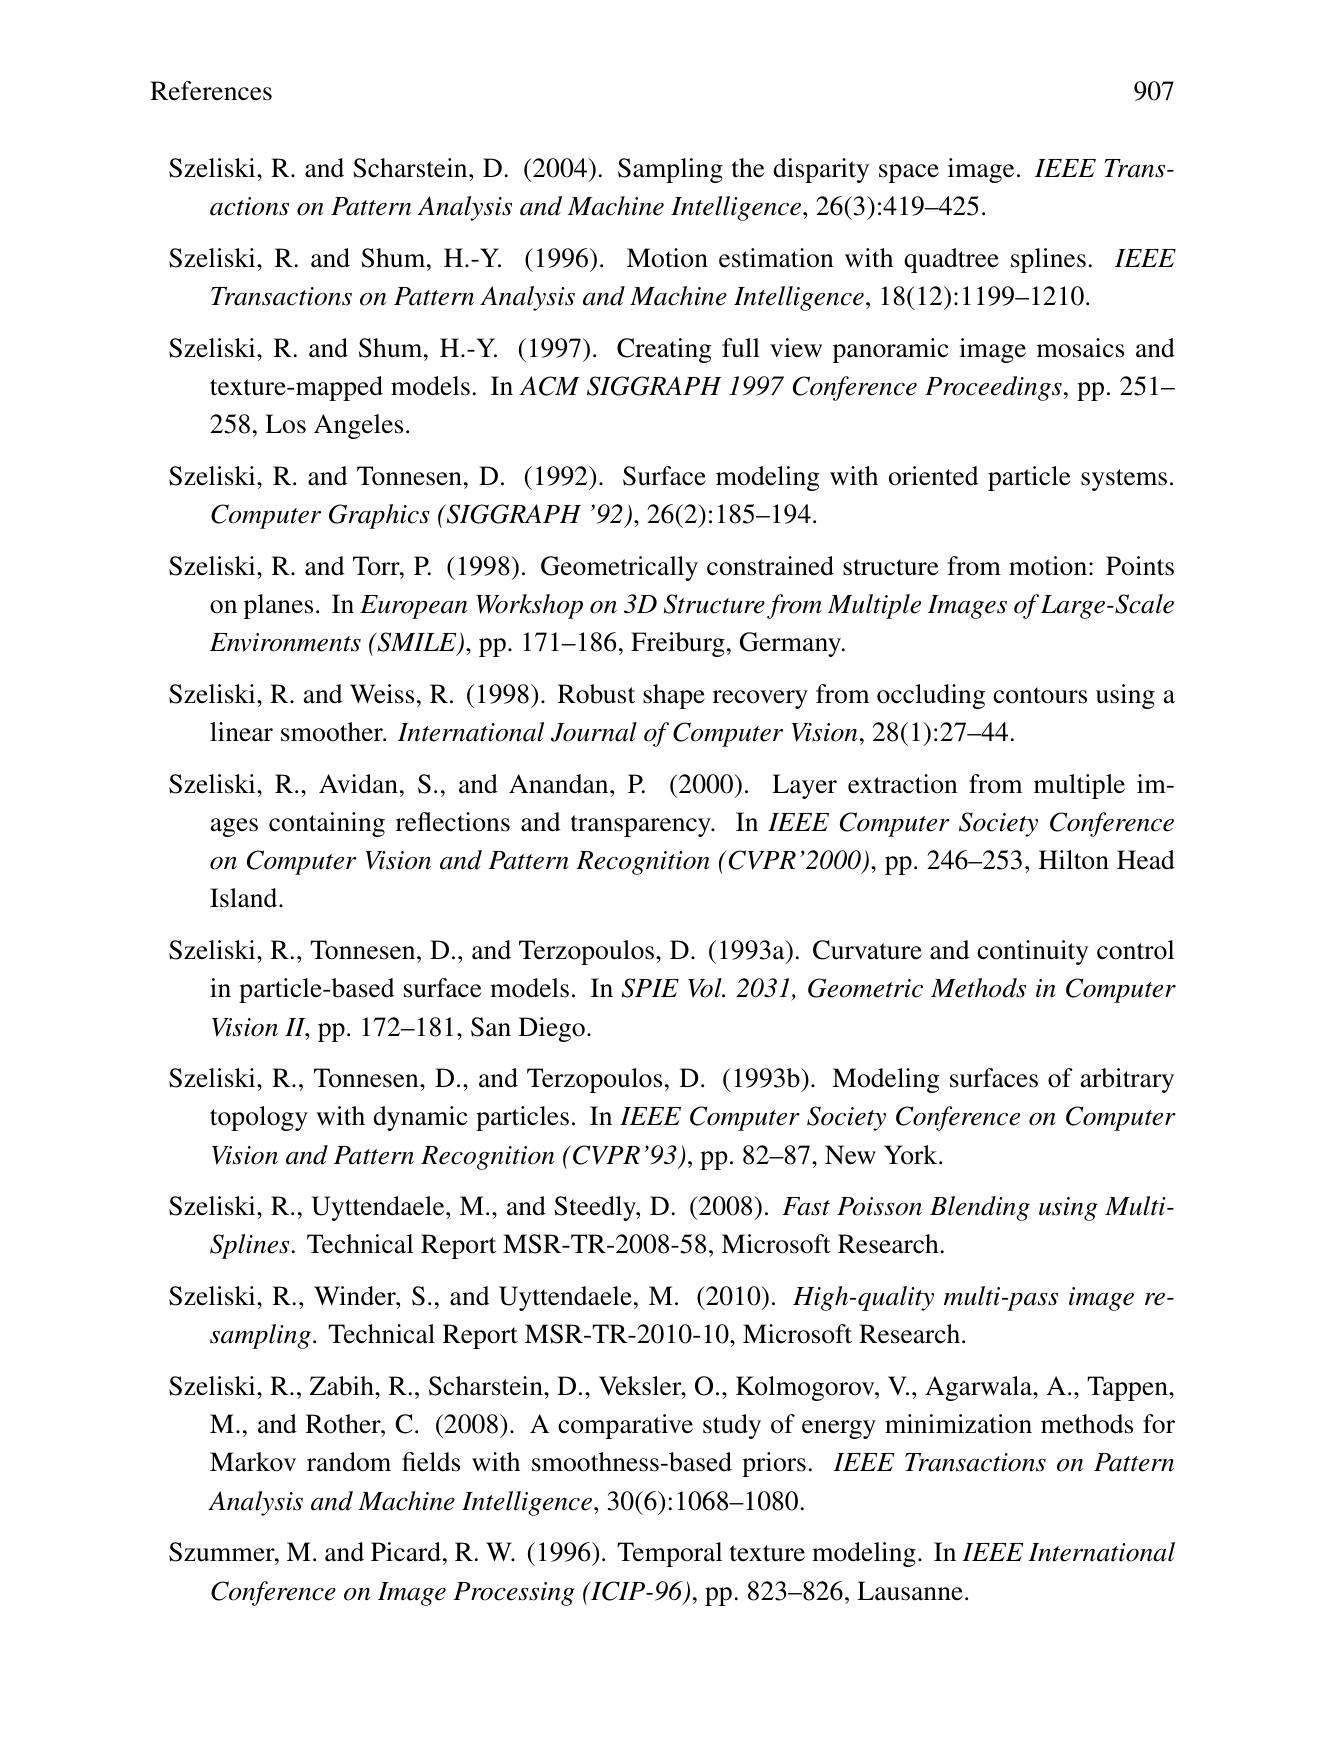 References 907
Szeliski, R. and Scharstein, D. (2004). Sampling the disparity space image. IEEE Trans-
actions on Pattern Analysis and Machine Intelligence, 26(3):419–425.
Szeliski, R. and Shum, H.-Y. (1996). Motion estimation with quadtree splines. IEEE
Transactions on Pattern Analysis and Machine Intelligence, 18(12):1199–1210.
Szeliski, R. and Shum, H.-Y. (1997). Creating full view panoramic image mosaics and
texture-mapped models. In ACM SIGGRAPH 1997 Conference Proceedings, pp. 251–
258, Los Angeles.
Szeliski, R. and Tonnesen, D. (1992). Surface modeling with oriented particle systems.
Computer Graphics (SIGGRAPH ’92), 26(2):185–194.
Szeliski, R. and Torr, P. (1998). Geometrically constrained structure from motion: Points
on planes. In European Workshop on 3D Structure from Multiple Images of Large-Scale
Environments (SMILE), pp. 171–186, Freiburg, Germany.
Szeliski, R. and Weiss, R. (1998). Robust shape recovery from occluding contours using a
linear smoother. International Journal of Computer Vision, 28(1):27–44.
Szeliski, R., Avidan, S., and Anandan, P. (2000). Layer extraction from multiple im-
ages containing reflections and transparency. In IEEE Computer Society Conference
on Computer Vision and Pattern Recognition (CVPR’2000), pp. 246–253, Hilton Head
Island.
Szeliski, R., Tonnesen, D., and Terzopoulos, D. (1993a). Curvature and continuity control
in particle-based surface models. In SPIE Vol. 2031, Geometric Methods in Computer
Vision II, pp. 172–181, San Diego.
Szeliski, R., Tonnesen, D., and Terzopoulos, D. (1993b). Modeling surfaces of arbitrary
topology with dynamic particles. In IEEE Computer Society Conference on Computer
Vision and Pattern Recognition (CVPR’93), pp. 82–87, New York.
Szeliski, R., Uyttendaele, M., and Steedly, D. (2008). Fast Poisson Blending using Multi-
Splines. Technical Report MSR-TR-2008-58, Microsoft Research.
Szeliski, R., Winder, S., and Uyttendaele, M. (2010). High-quality multi-pass image re-
sampling. Technical Report MSR-TR-2010-10, Microsoft Research.
Szeliski, R., Zabih, R., Scharstein, D., Veksler, O., Kolmogorov, V., Agarwala, A., Tappen,
M., and Rother, C. (2008). A comparative study of energy minimization methods for
Markov random fields with smoothness-based priors. IEEE Transactions on Pattern
Analysis and Machine Intelligence, 30(6):1068–1080.
Szummer, M. and Picard, R. W. (1996). Temporal texture modeling. In IEEE International
Conference on Image Processing (ICIP-96), pp. 823–826, Lausanne.